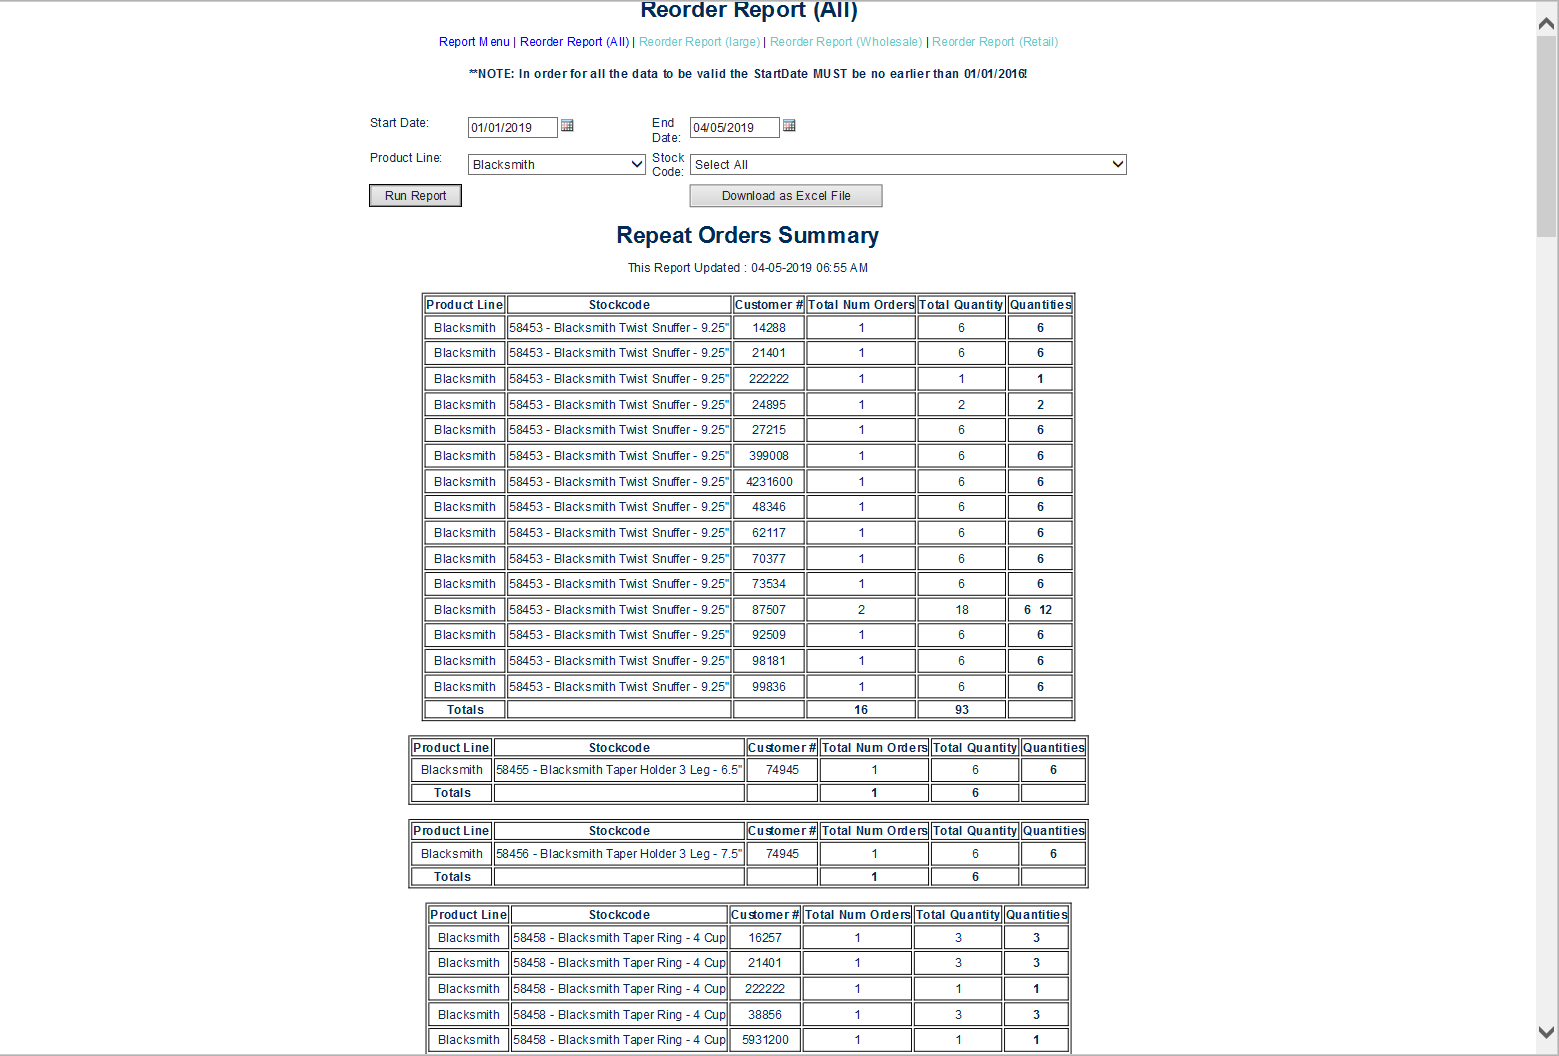 Reorder Report (All)
Report Menu | Reorder Report (All) | Reorder Report (large) | Reorder Report (Wholesale) | Reorder Report (Retail)
**NOTE: In order for all the data to be valid the StartDate MUST be no earlier than 01/01/2016!
Start Date: 01/01/2019 End Date: 04/05/2019
Product Line: Blacksmith Stock Code: Select All
Run Report Download as Excel File
Repeat Orders Summary
This Report Updated : 04-05-2019 06:55 AM
Product Line Stockcode Customer # Total Num Orders Total Quantity Quantities
Blacksmith 58453 - Blacksmith Twist Snuffer - 9.25" 14288 1 6 6
Blacksmith 58453 - Blacksmith Twist Snuffer - 9.25" 21401 1 6 6
Blacksmith 58453 - Blacksmith Twist Snuffer - 9.25" 222222 1 1 1
Blacksmith 58453 - Blacksmith Twist Snuffer - 9.25" 24895 1 2 2
Blacksmith 58453 - Blacksmith Twist Snuffer - 9.25" 27215 1 6 6
Blacksmith 58453 - Blacksmith Twist Snuffer - 9.25" 399008 1 6 6
Blacksmith 58453 - Blacksmith Twist Snuffer - 9.25" 4231600 1 6 6
Blacksmith 58453 - Blacksmith Twist Snuffer - 9.25" 48346 1 6 6
Blacksmith 58453 - Blacksmith Twist Snuffer - 9.25" 62117 1 6 6
Blacksmith 58453 - Blacksmith Twist Snuffer - 9.25" 70377 1 6 6
Blacksmith 58453 - Blacksmith Twist Snuffer - 9.25" 73534 1 6 6
Blacksmith 58453 - Blacksmith Twist Snuffer - 9.25" 87507 2 18 6 12
Blacksmith 58453 - Blacksmith Twist Snuffer - 9.25" 92509 1 6 6
Blacksmith 58453 - Blacksmith Twist Snuffer - 9.25" 98181 1 6 6
Blacksmith 58453 - Blacksmith Twist Snuffer - 9.25" 99836 1 6 6
Totals 16 93
Product Line Stockcode Customer # Total Num Orders Total Quantity Quantities
Blacksmith 58455 - Blacksmith Taper Holder 3 Leg - 6.5" 74945 1 6 6
Totals 1 6
Product Line Stockcode Customer # Total Num Orders Total Quantity Quantities
Blacksmith 58456 - Blacksmith Taper Holder 3 Leg - 7.5" 74945 1 6 6
Totals 1 6
Product Line Stockcode Customer # Total Num Orders Total Quantity Quantities
Blacksmith 58458 - Blacksmith Taper Ring - 4 Cup 16257 1 3 3
Blacksmith 58458 - Blacksmith Taper Ring - 4 Cup 21401 1 3 3
Blacksmith 58458 - Blacksmith Taper Ring - 4 Cup 222222 1 1 1
Blacksmith 58458 - Blacksmith Taper Ring - 4 Cup 38856 1 3 3
Blacksmith 58458 - Blacksmith Taper Ring - 4 Cup 5931200 1 1 1